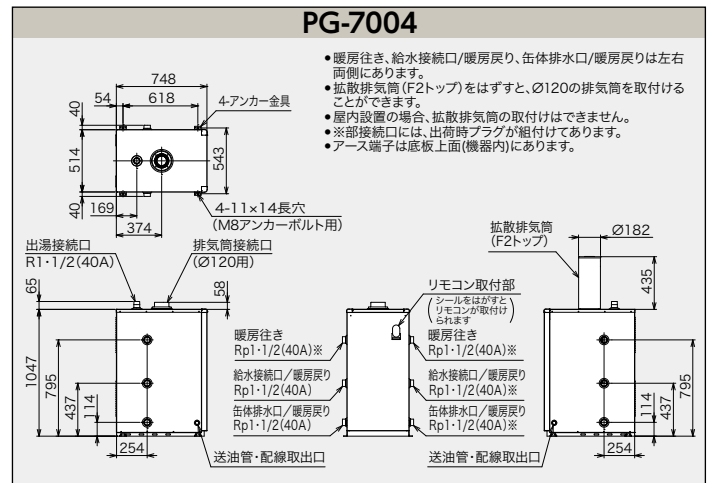 PG-7004
•暖房往き、給水接続口/暖房戻り、缶体排水口/暖房戻りは左右
両側にあります。
•拡散排気筒(F2トップ)をはずすと、Ø120の排気筒を取付ける
ことができます。
•屋内設置の場合、拡散排気筒の取付けはできません。
•※部接続口には、出荷時プラグが組付けてあります。
•アース端子は底板上面(機器内)にあります。
748
54
618
4-アンカー金具
40
514
40
543
169
374
4-11×14長穴
(M8アンカーボルト用)
出湯接続口
R1・1/2(40A)
排気筒接続口
(Ø120用)
65
58
1047
795
437
114
254
送油管・配線取出口
リモコン取付部
(シールをはがすと
リモコンが取付け
られます)
暖房往き
Rp1・1/2(40A)※
給水接続口/暖房戻り
Rp1・1/2(40A)
缶体排水口/暖房戻り
Rp1・1/2(40A)
暖房往き
Rp1・1/2(40A)※
給水接続口/暖房戻り
Rp1・1/2(40A)※
缶体排水口/暖房戻り
Rp1・1/2(40A)※
拡散排気筒
(F2トップ)
Ø182
435
795
437
114
254
送油管・配線取出口